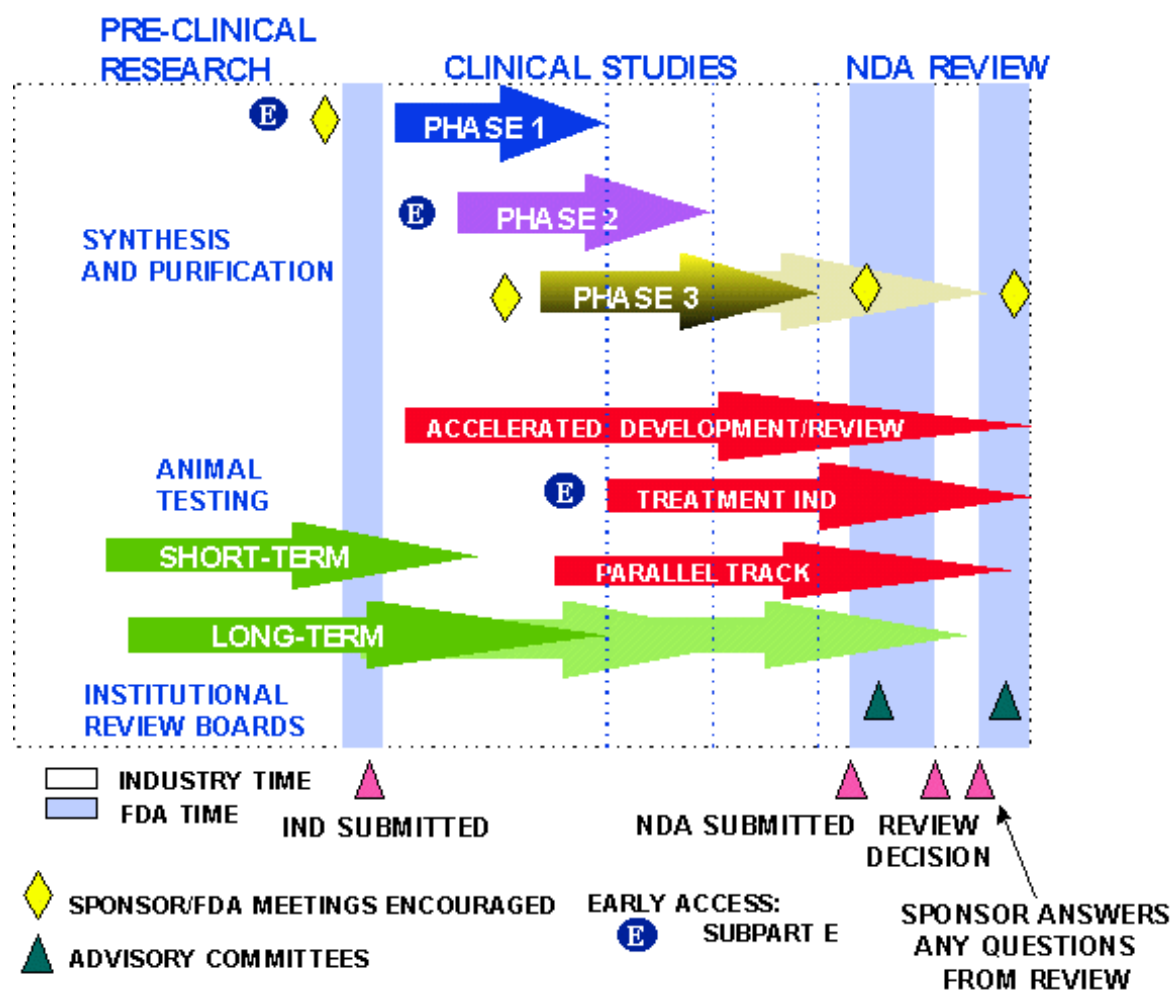 PRE-CLINICAL
RESEARCH
CLINICAL STUDIES
NDA REVIEW
E
PHASE 1
E
PHASE 2
SYNTHESIS
AND PURIFICATION
PHASE 3
ACCELERATED DEVELOPMENT/REVIEW
ANIMAL
TESTING
E
TREATMENT IND
SHORT-TERM
PARALLEL TRACK
LONG-TERM
INSTITUTIONAL
REVIEW BOARDS
INDUSTRY TIME
FDA TIME
IND SUBMITTED
NDA SUBMITTED
REVIEW
DECISION
SPONSOR/FDA MEETINGS ENCOURAGED
ADVISORY COMMITTEES
EARLY ACCESS:
E SUBPART E
SPONSOR ANSWERS
ANY QUESTIONS
FROM REVIEW